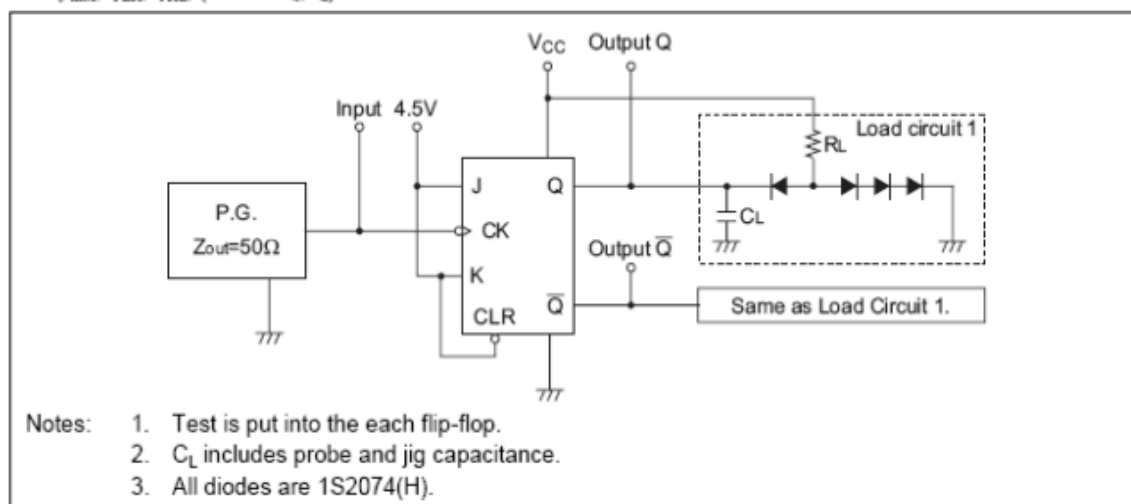 VCC Output Q
Input 4.5V
Load circuit 1
RL
J Q
P.G.
CK
CL
Zout=50Ω
Output Q̅
K
Same as Load Circuit 1.
CLR Q̅
Notes: 1. Test is put into the each flip-flop.
2. CL includes probe and jig capacitance.
3. All diodes are 1S2074(H).